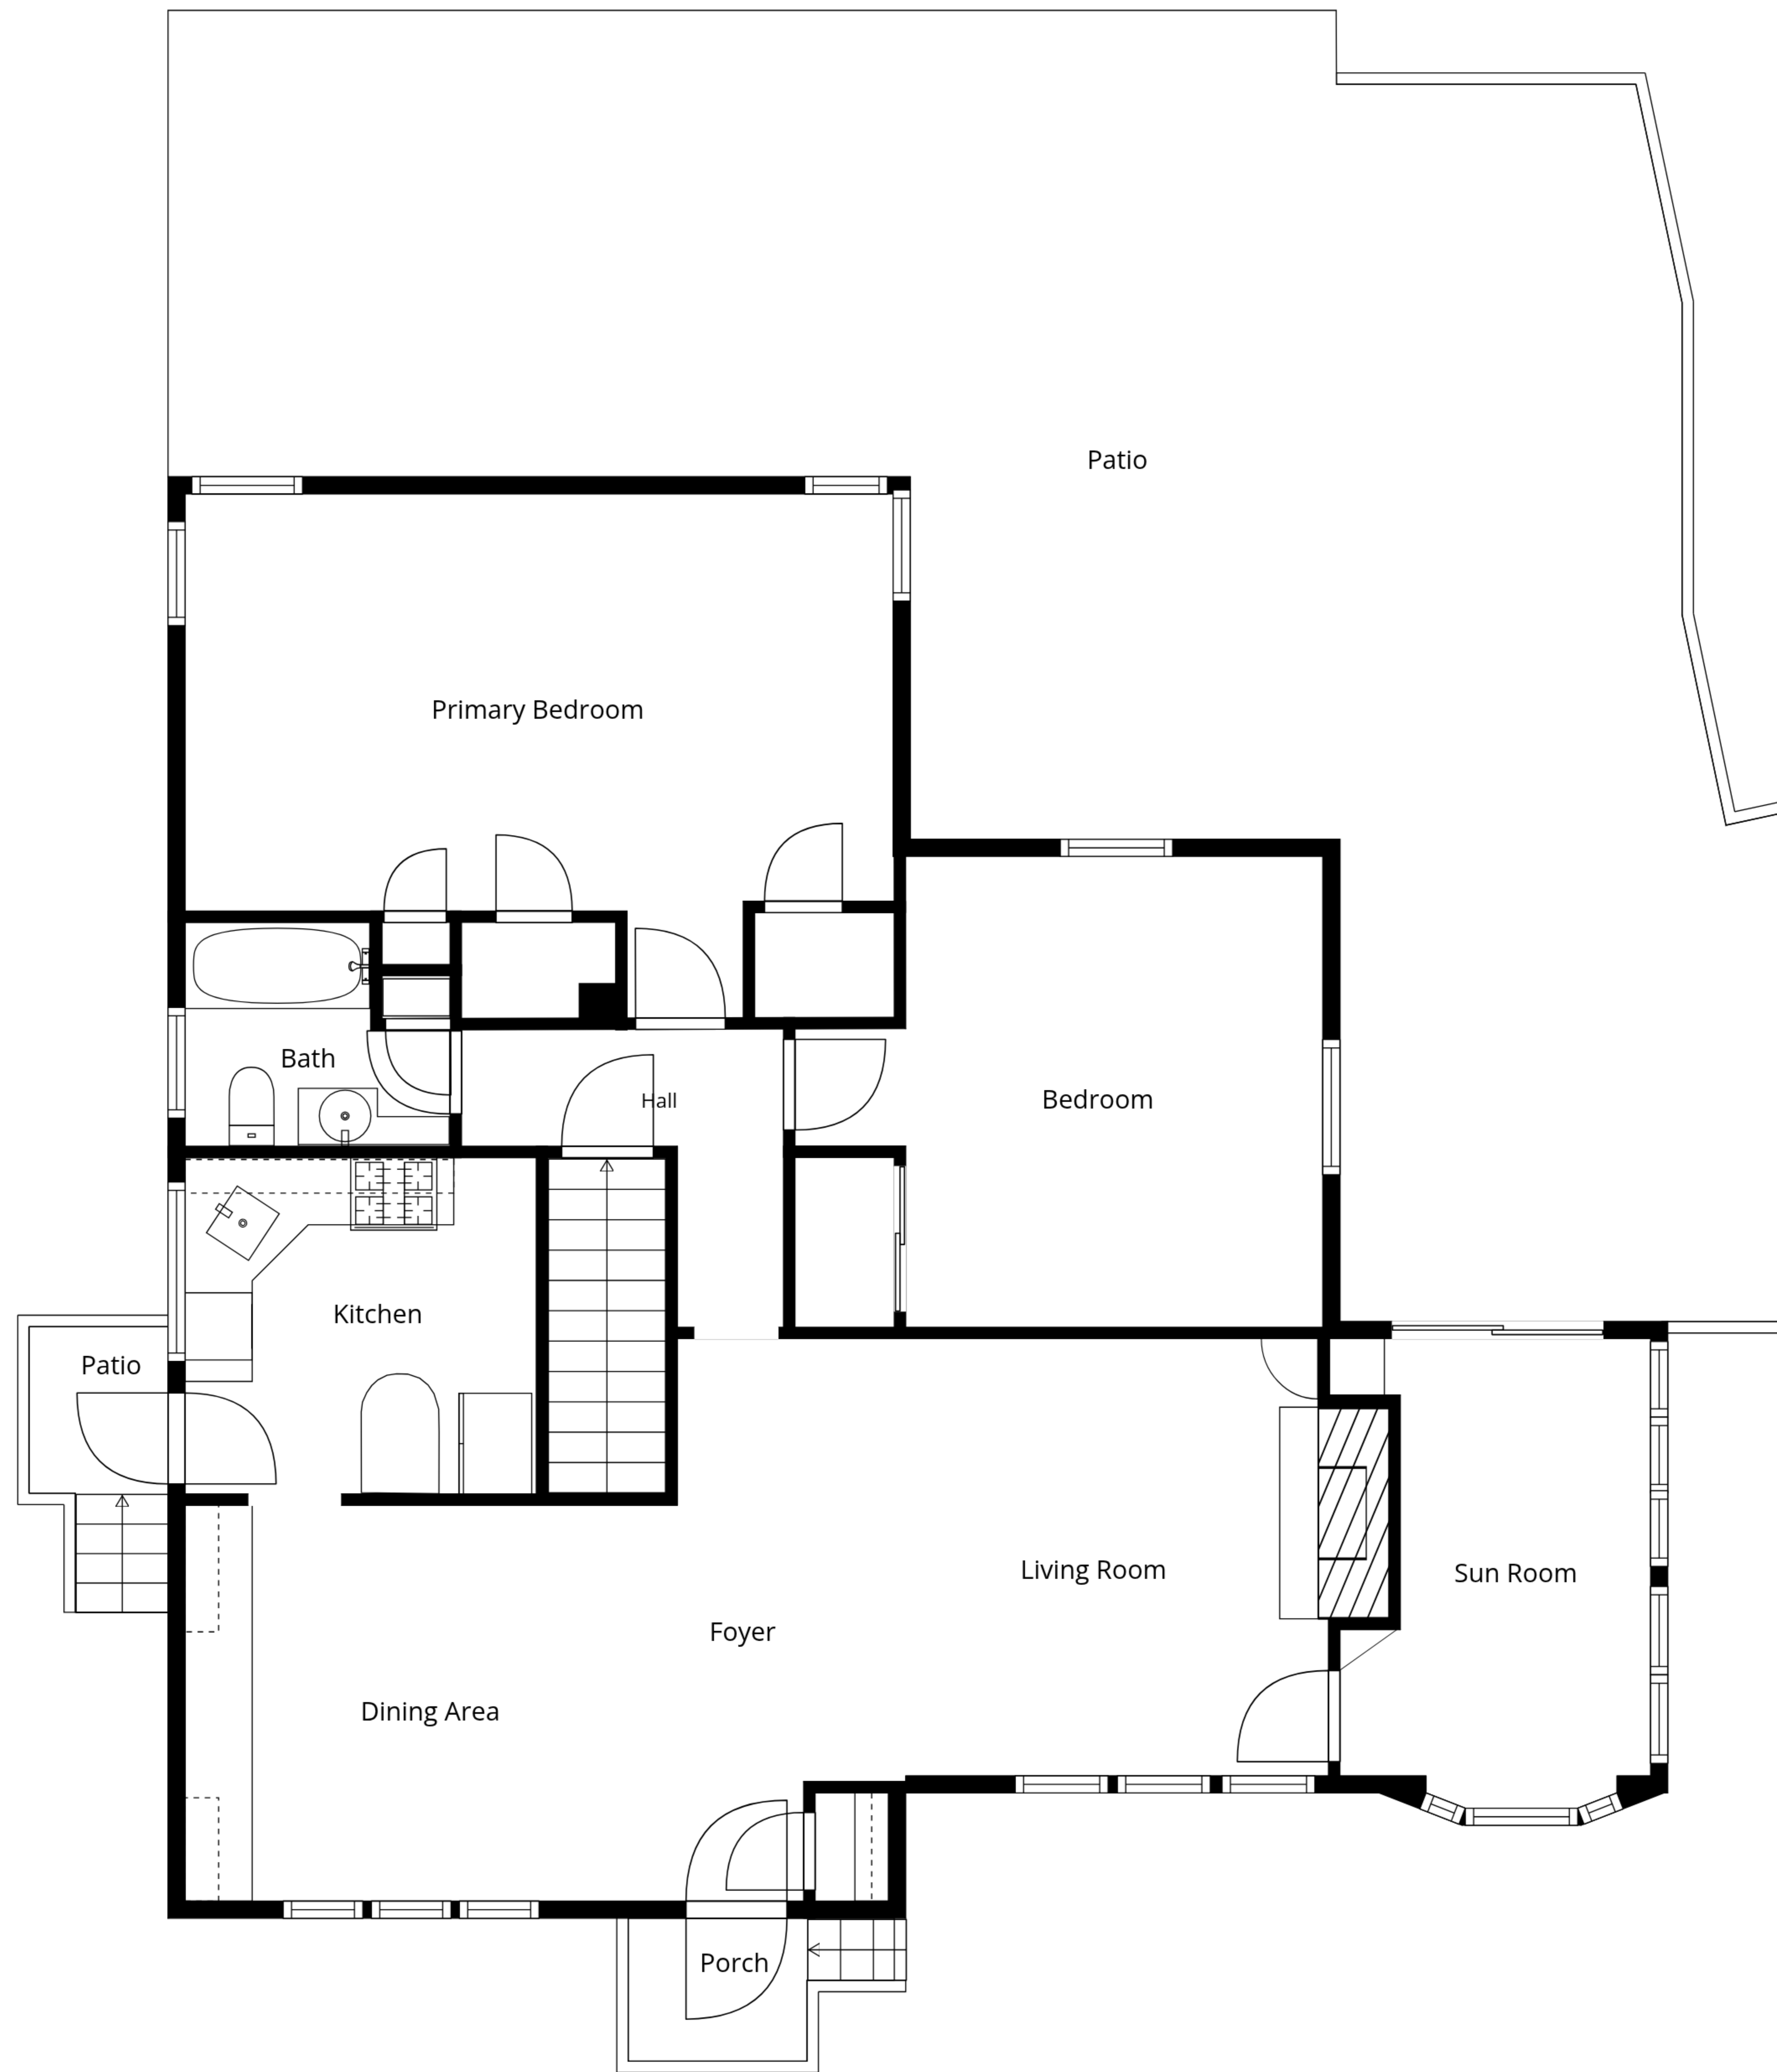 Patio
Primary Bedroom
Bath
Hall
Bedroom
Kitchen
Patio
Living Room
Sun Room
Foyer
Dining Area
Porch